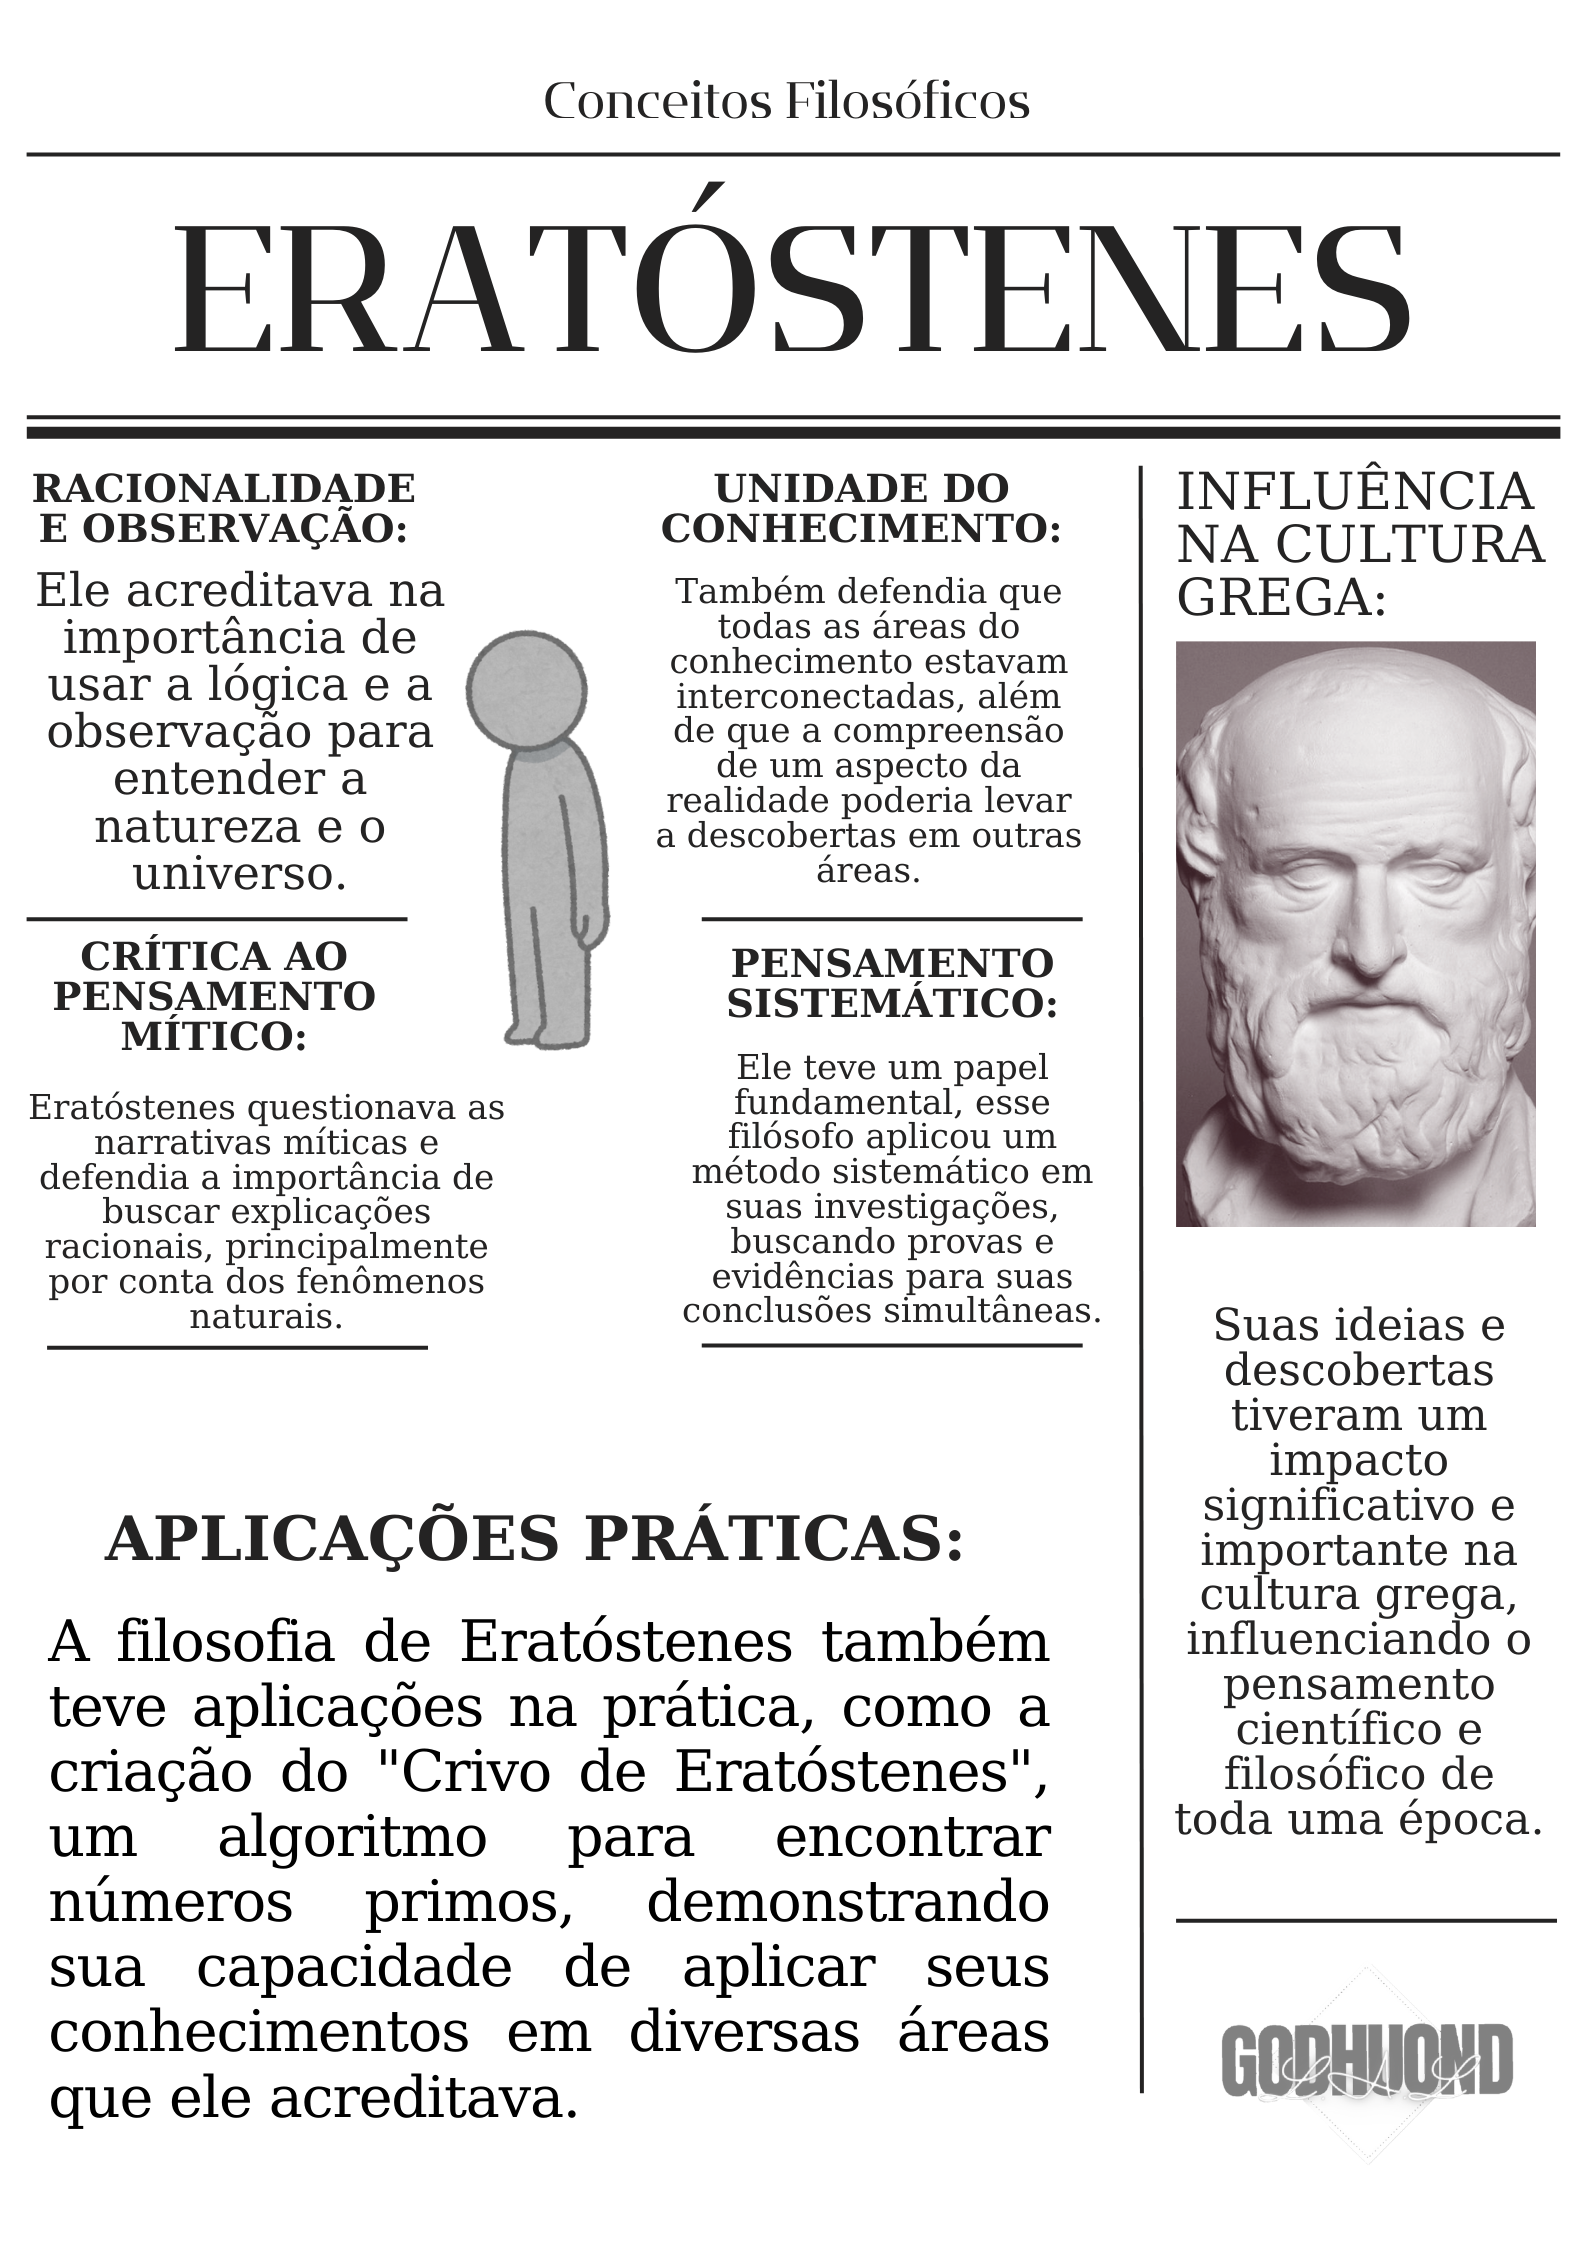 Conceitos Filosóficos
ERATÓSTENES
RACIONALIDADE
E OBSERVAÇÃO:
Ele acreditava na
importância de
usar a lógica e a
observação para
entender a
natureza e o
universo.
CRÍTICA AO
PENSAMENTO
MÍTICO:
Eratóstenes questionava as
narrativas míticas e
defendia a importância de
buscar explicações
racionais, principalmente
por conta dos fenômenos
naturais.
UNIDADE DO
CONHECIMENTO:
Também defendia que
todas as áreas do
conhecimento estavam
interconectadas, além
de que a compreensão
de um aspecto da
realidade poderia levar
a descobertas em outras
áreas.
PENSAMENTO
SISTEMÁTICO:
Ele teve um papel
fundamental, esse
filósofo aplicou um
método sistemático em
suas investigações,
buscando provas e
evidências para suas
conclusões simultâneas.
APLICAÇÕES PRÁTICAS:
A filosofia de Eratóstenes também
teve aplicações na prática, como a
criação do "Crivo de Eratóstenes",
um algoritmo para encontrar
números primos, demonstrando
sua capacidade de aplicar seus
conhecimentos em diversas áreas
que ele acreditava.
INFLUÊNCIA
NA CULTURA
GREGA:
Suas ideias e
descobertas
tiveram um
impacto
significativo e
importante na
cultura grega,
influenciando o
pensamento
científico e
filosófico de
toda uma época.
GODHUOND